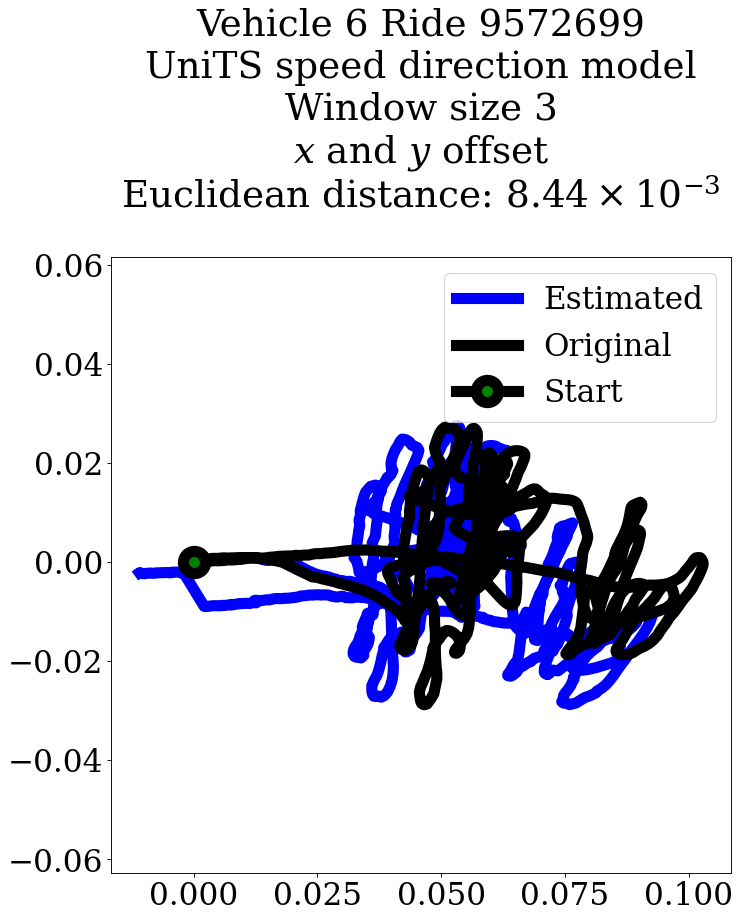 Vehicle 6 Ride 9572699
UniTS speed direction model
Window size 3
x and y offset
Euclidean distance: 8.44 × 10⁻³
0.06
Estimated
Original
0.04
Start
0.02
0.00
−0.02
−0.04
−0.06
0.000 0.025 0.050 0.075 0.100